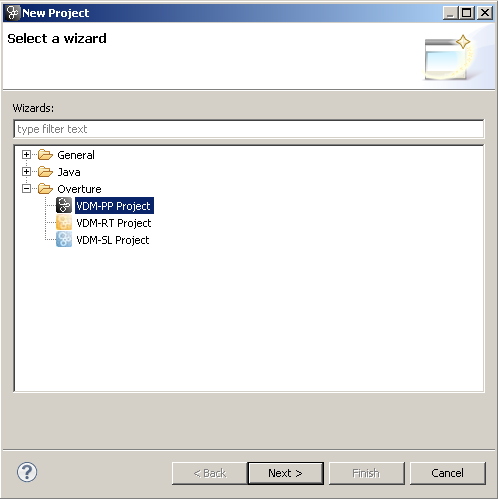 New Project
Select a wizard
Wizards:
type filter text
General
Java
Overture
VDM-PP Project
VDM-RT Project
VDM-SL Project
? < Back Next > Finish Cancel